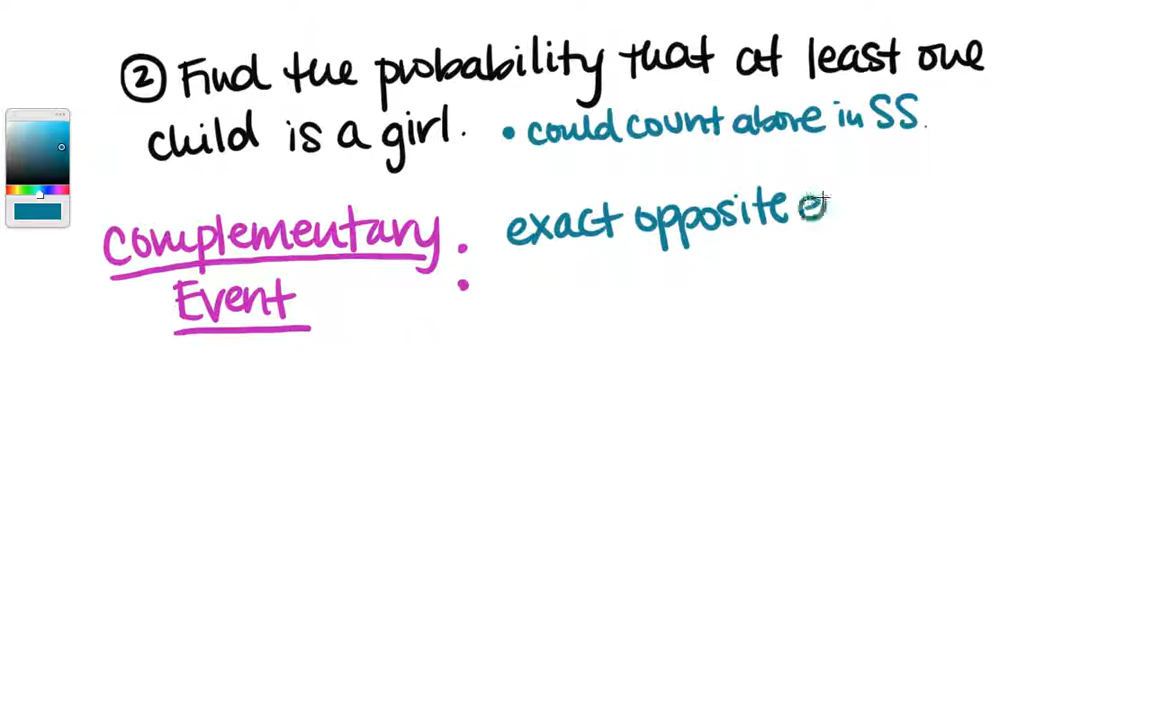 ② Find the probability that at least one
child is a girl. • could count above in SS.
Complementary : exact opposite e
Event